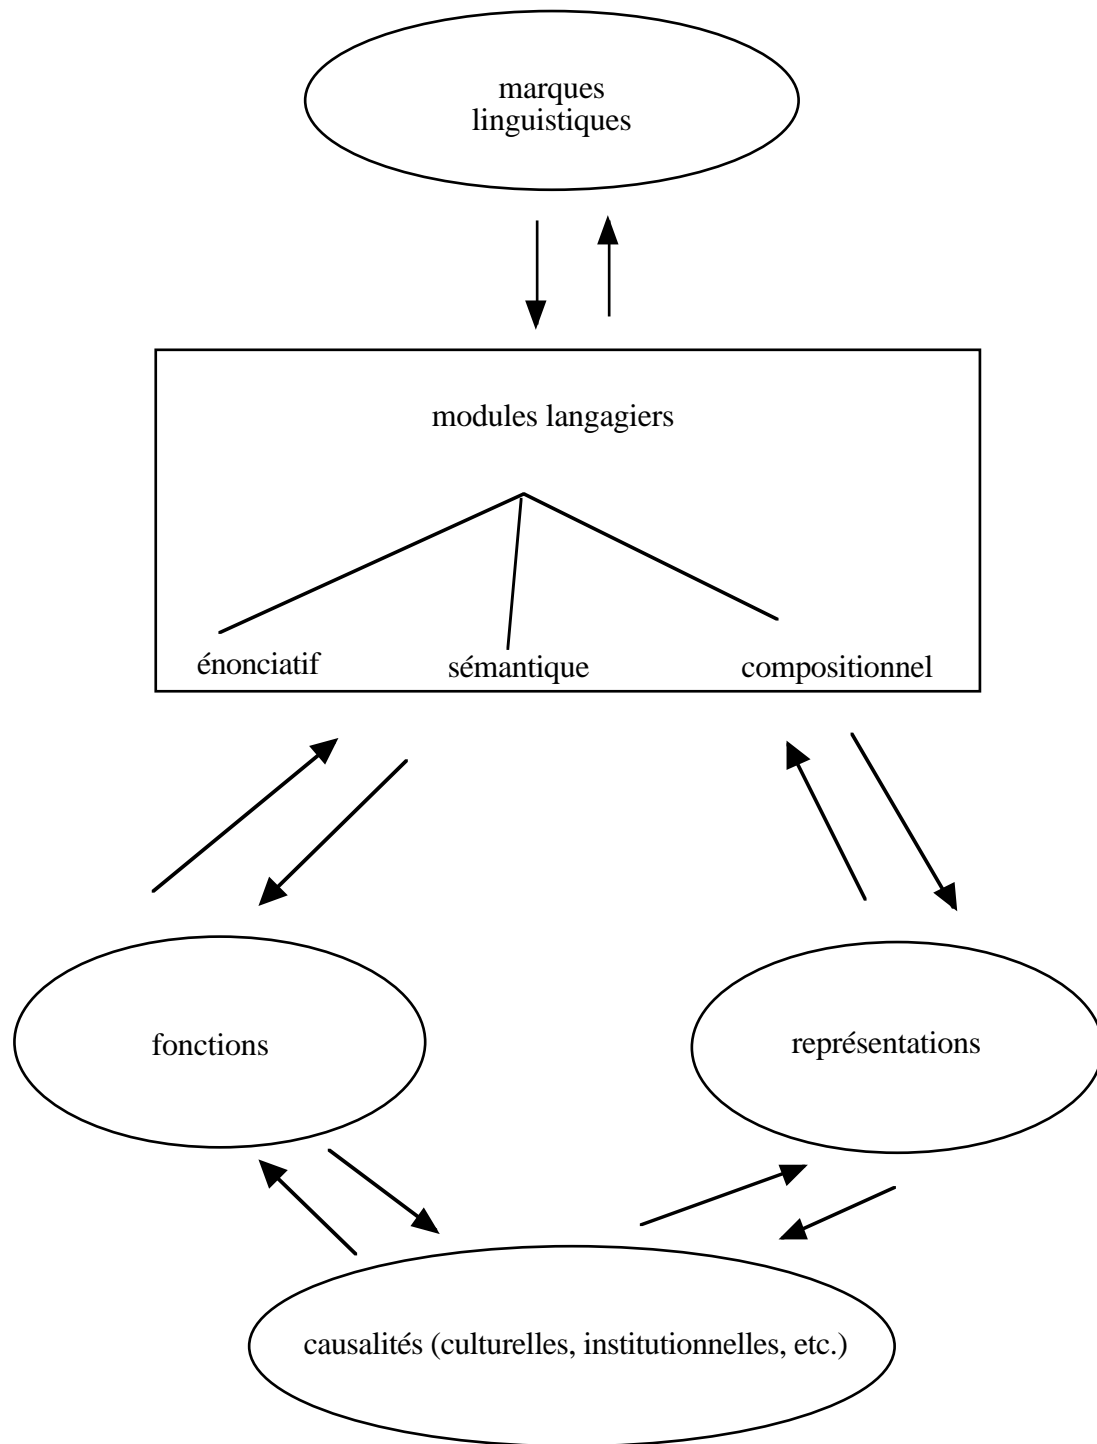 marques
linguistiques
modules langagiers
énonciatif
sémantique
compositionnel
fonctions
représentations
causalités (culturelles, institutionnelles, etc.)